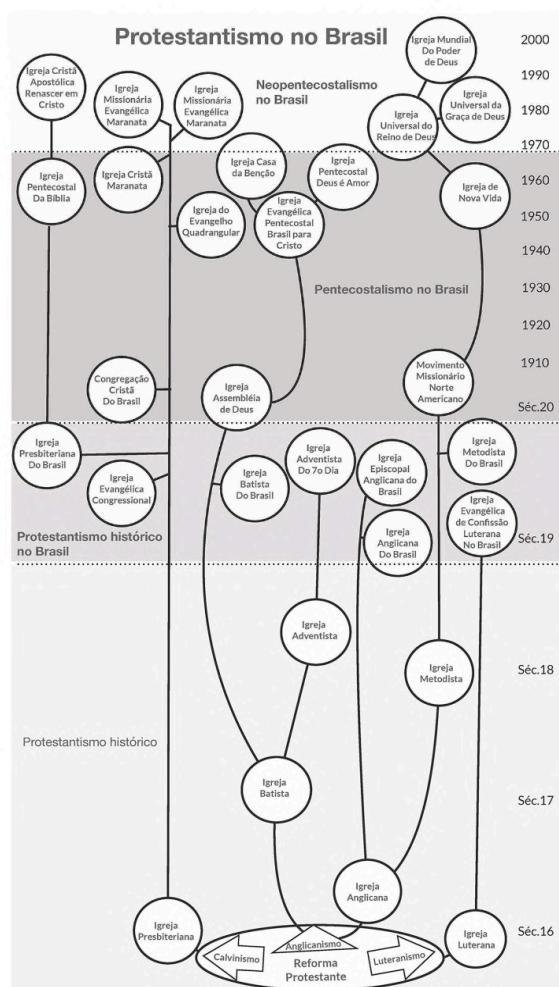 Protestantismo no Brasil
2000
Igreja Mundial
Do Poder
de Deus
Igreja Cristã
Apostólica
Renascer em
Cristo
Igreja
Missionária
Evangélica
Maranata
Igreja
Missionária
Evangélica
Maranata
Neopentecostalismo
no Brasil
1990
Igreja
Universal da
Graça de Deus
1980
Igreja
Universal do
Reino de Deus
1970
Igreja
Pentecostal
Da Bíblia
Igreja Cristã
Maranata
Igreja Casa
da Benção
Igreja
Pentecostal
Deus é Amor
1960
Igreja de
Nova Vida
Igreja do
Evangelho
Quadrangular
Igreja
Evangélica
Pentecostal
Brasil para
Cristo
1950
1940
Pentecostalismo no Brasil
1930
1920
1910
Congregação
Cristã
Do Brasil
Igreja
Assembléia
de Deus
Movimento
Missionário
Norte
Americano
Séc.20
Igreja
Presbiteriana
Do Brasil
Igreja
Evangélica
Congressional
Igreja
Batista
Do Brasil
Igreja
Adventista
Do 7o Dia
Igreja
Episcopal
Anglicana do
Brasil
Igreja
Metodista
Do Brasil
Igreja
Anglicana
Do Brasil
Igreja
Evangélica
de Confissão
Luterana
No Brasil
Protestantismo histórico
no Brasil
Séc.19
Igreja
Adventista
Igreja
Metodista
Séc.18
Protestantismo histórico
Igreja
Batista
Séc.17
Igreja
Anglicana
Igreja
Presbiteriana
Igreja
Luterana
Séc.16
Calvinismo
Anglicanismo
Luteranismo
Reforma
Protestante